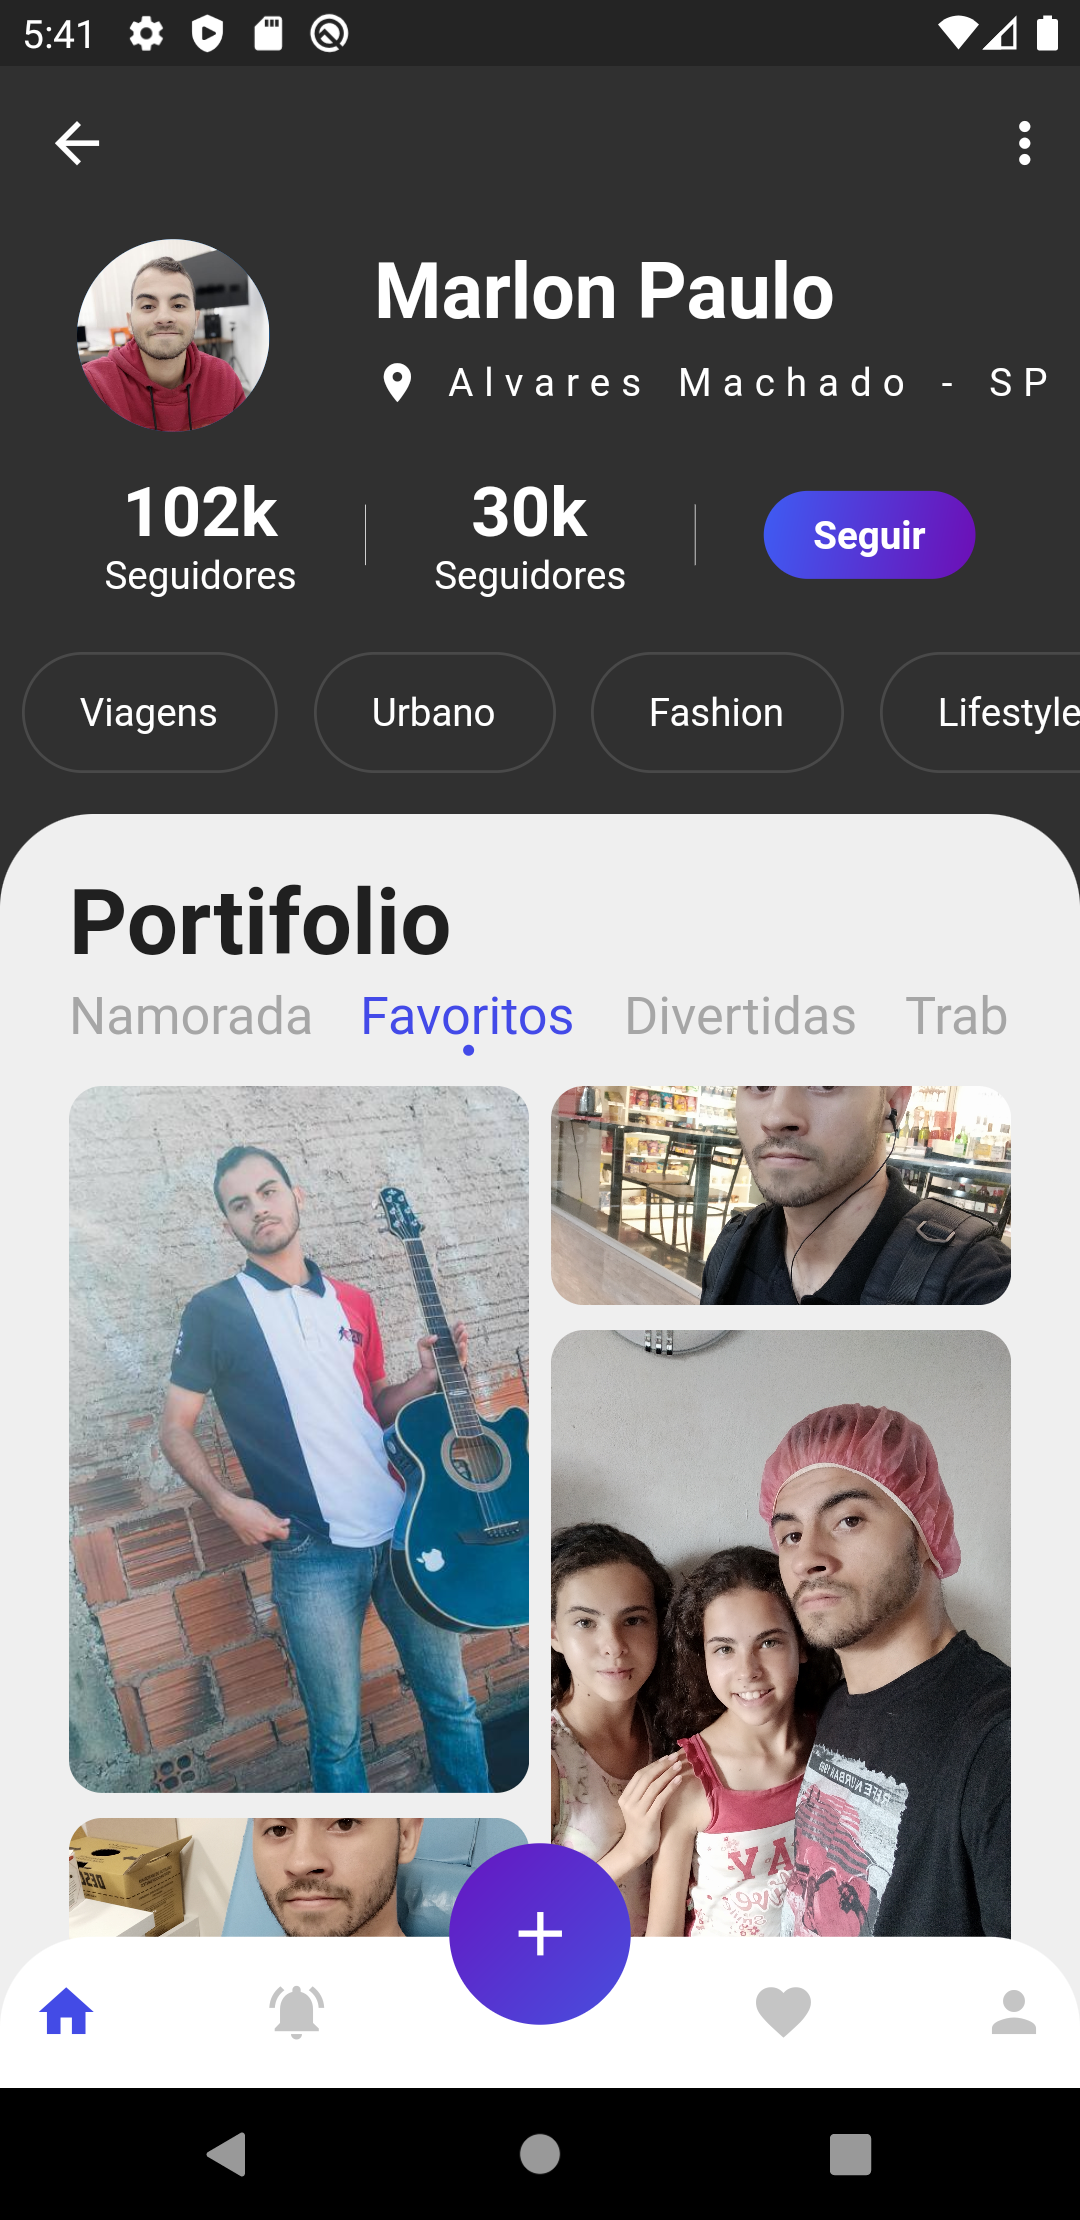 5:41
Marlon Paulo
Alvares Machado - SP
102k
Seguidores
30k
Seguidores
Seguir
Viagens
Urbano
Fashion
Lifestyle
Portifolio
Namorada
Favoritos
Divertidas
Trab
YA